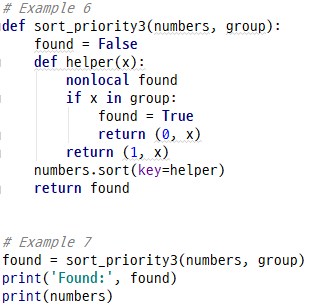 # Example 6
def sort_priority3(numbers, group):
    found = False
    def helper(x):
        nonlocal found
        if x in group:
            found = True
            return (0, x)
        return (1, x)
    numbers.sort(key=helper)
    return found

# Example 7
found = sort_priority3(numbers, group)
print('Found:', found)
print(numbers)